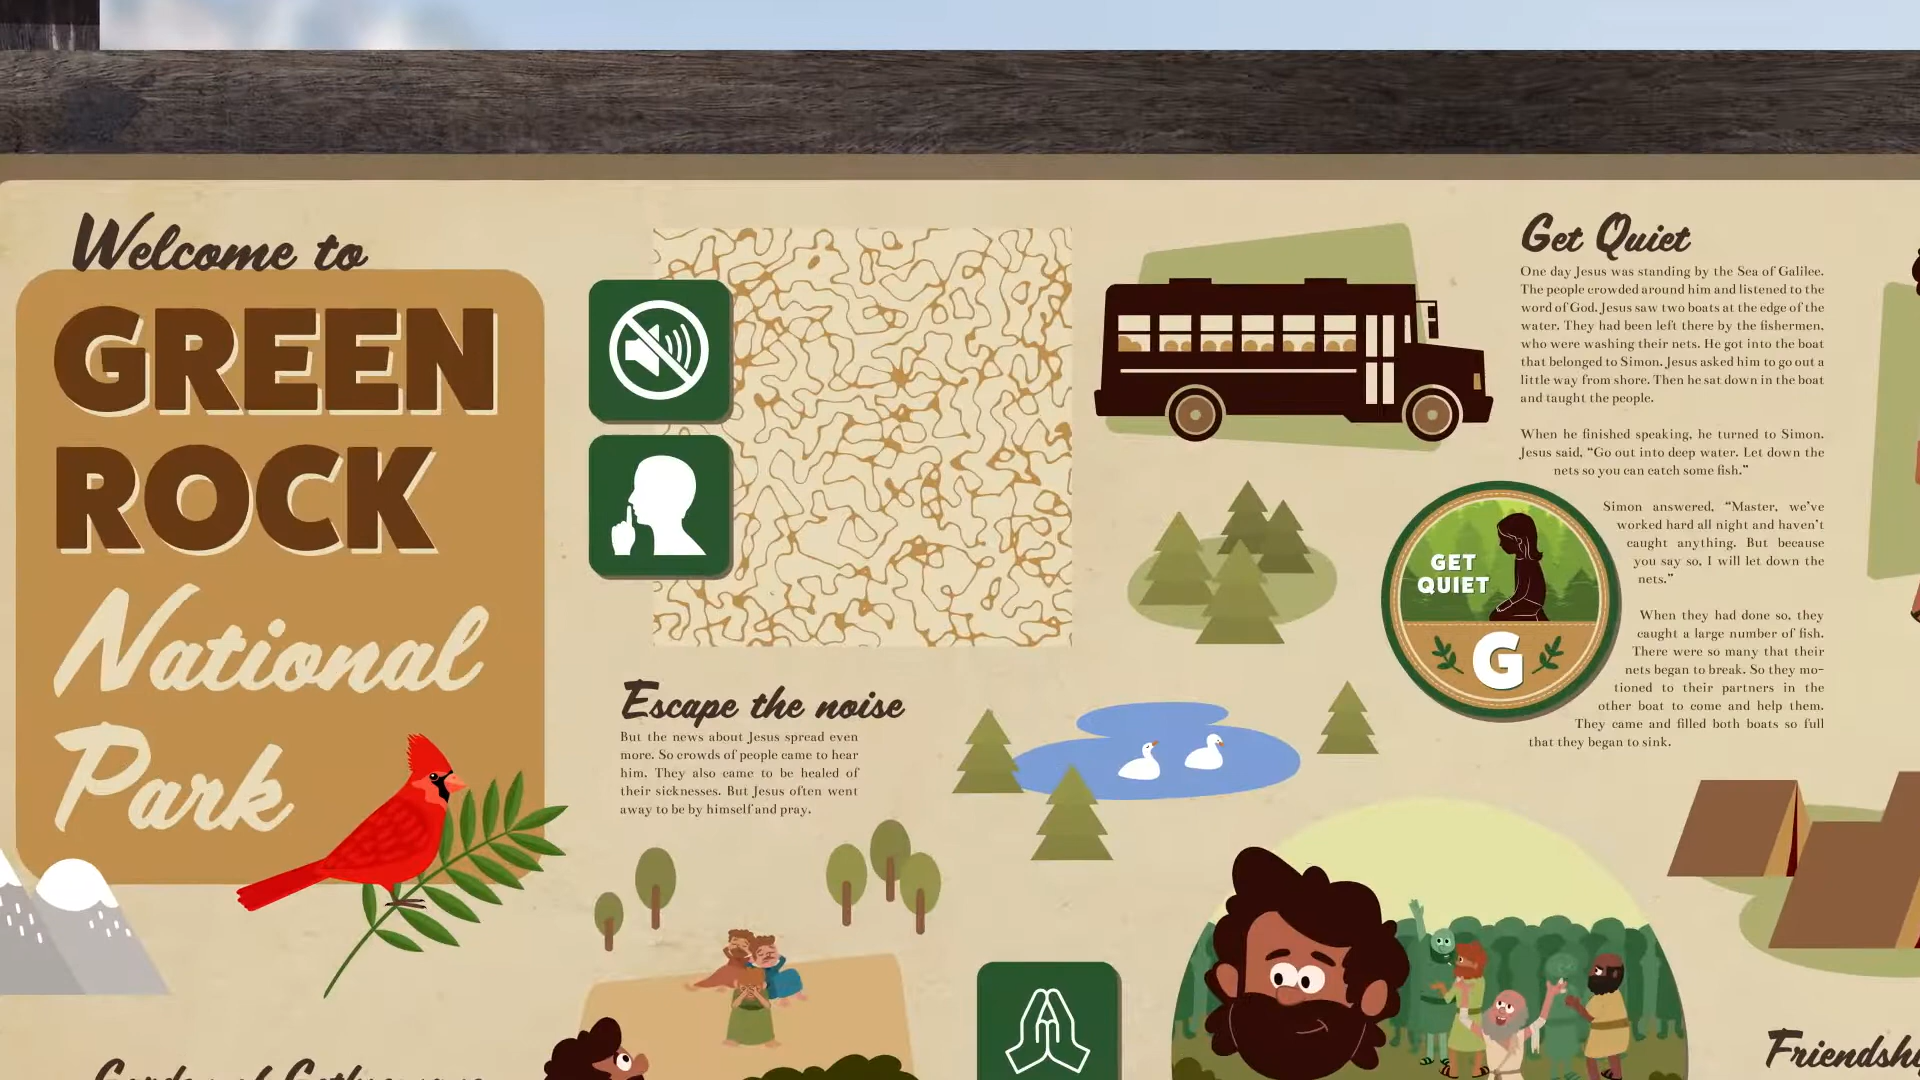 Welcome to
GREEN
ROCK
National
Park
Escape the noise
But the news about Jesus spread even
more. So crowds of people came to hear
him. They also came to be healed of
their sicknesses. But Jesus often went
away to be by himself and pray.
Get Quiet
One day Jesus was standing by the Sea of Galilee.
The people crowded around him and listened to the
word of God. Jesus saw two boats at the edge of the
water. They had been left there by the fishermen,
who were washing their nets. He got into the boat
that belonged to Simon. Jesus asked him to go out a
little way from shore. Then he sat down in the boat
and taught the people.
When he finished speaking, he turned to Simon.
Jesus said, “Go out into deep water. Let down the
nets so you can catch some fish.”
Simon answered, “Master, we’ve
worked hard all night and haven’t
caught anything. But because
you say so, I will let down the
nets.”
When they had done so, they
caught a large number of fish.
There were so many that their
nets began to break. So they mo-
tioned to their partners in the
other boat to come and help them.
They came and filled both boats so full
that they began to sink.
GET
QUIET
G